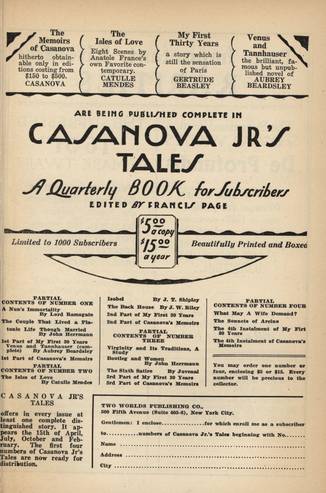 The
Memoirs
of Casanova
hitherto obtain-
able only in edi-
tions costing from
$150 to $500.
CASANOVA
The
Isles of Love
Eight Scenes by
Anatole France's
own Favorite con-
temporary.
CATULLE
MENDES
My First
Thirty Years
a story which is
still the sensation
of Paris
GERTRUDE
BEASLEY
Venus
and
Tannhauser
the brilliant, fa-
mous but unpub-
lished novel of
AUBREY
BEARDSLEY
ARE BEING PUBLISHED COMPLETE IN
CASANOVA JR'S
TALES
A Quarterly BOOK for Subscribers
EDITED BY FRANCIS PAGE
$5.00
a copy
$15.00
a year
Limited to 1000 Subscribers
Beautifully Printed and Boxed
PARTIAL
CONTENTS OF NUMBER ONE
A Nun's Immortality
By Lord Ramsgain
The Couple That Lived a Pla-
tonic Life Though Married
By John Herrmann
1st Part of My First 30 Years
Venus and Tannhauser (com-
plete) By Aubrey Beardsley
1st Part of Casanova's Memoirs
PARTIAL
CONTENTS OF NUMBER TWO
The Isles of Love
By Catulle Mendes
Isabel By J. T. Shipley
The Back House By J. W. Riley
2nd Part of My First 30 Years
2nd Part of Casanova's Memoirs
PARTIAL
CONTENTS OF NUMBER
THREE
Virginity and Its Traditions, A
Study
Bentley and Women
By John Herrmann
The Sixth Satire By Juvenal
3rd Part of My First 30 Years
3rd Part of Casanova's Memoirs
PARTIAL
CONTENTS OF NUMBER FOUR
What May A Wife Demand?
The Sonnets of Aretino
The 4th Instalment of My First
30 Years
The 4th Instalment of Casanova's
Memoirs
You may order one number or
four, enclosing $5 or $15. Every
number will be precious to the
collector.
CASANOVA JR'S
TALES
offers in every issue at
least one complete dis-
tinguished story. It ap-
pears the 15th of April,
July, October and Feb-
ruary. The first four
numbers of Casanova Jr's
Tales are now ready for
distribution.
TWO WORLDS PUBLISHING CO.,
500 Fifth Avenue (Suite 405-8), New York City.
Gentlemen: I enclose for which enroll me as a subscriber
to numbers of Casanova Jr's Tales beginning with No.
Name
Address
City